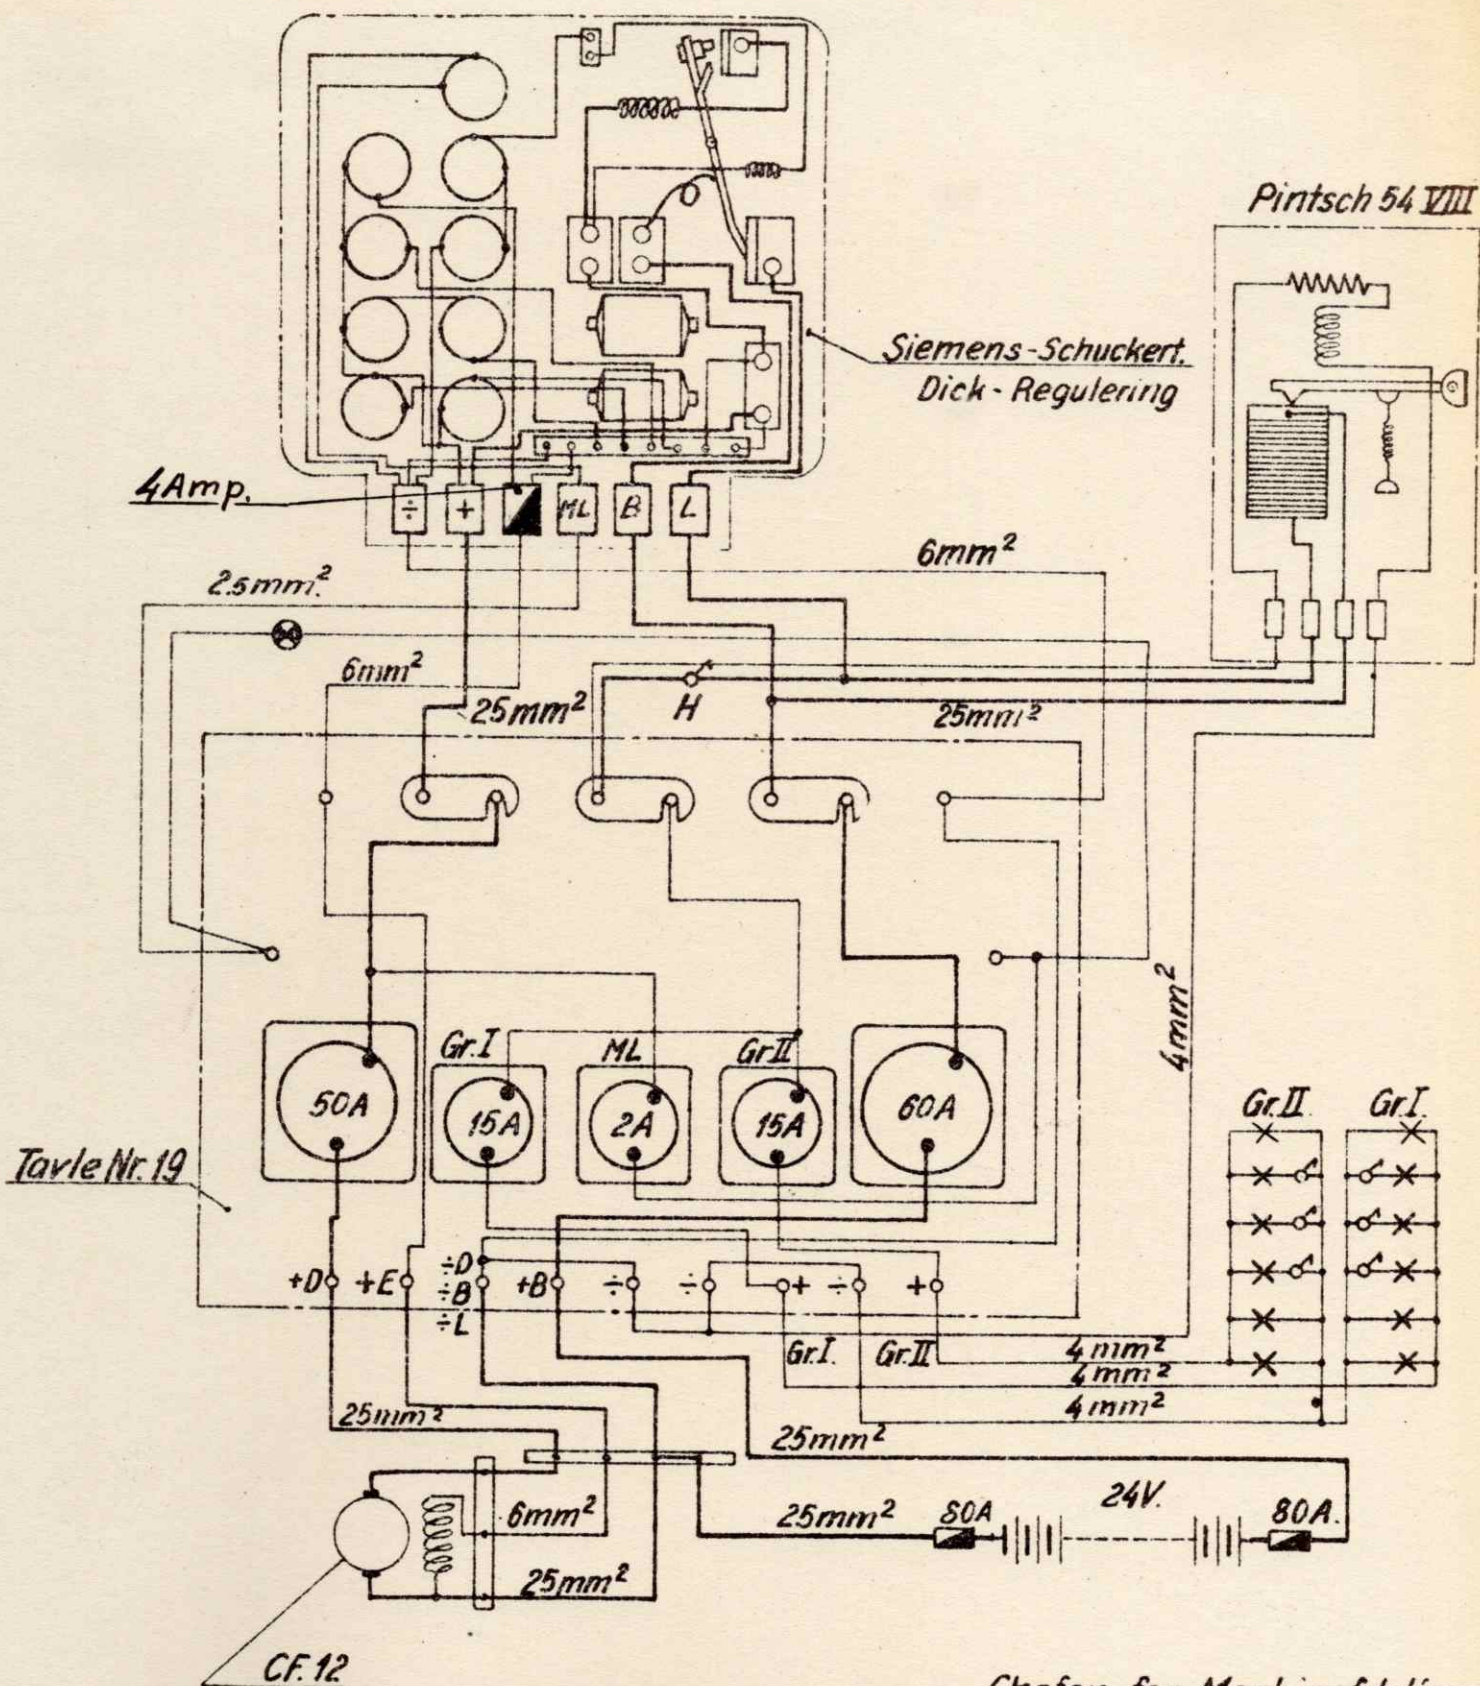 Pintsch 54 VIII
Siemens-Schuckert.
Dick-Regulering
4Amp.
÷
+
ML
B
L
6mm²
2.5mm².
6mm²
25mm²
H
25mm²
4mm²
Gr.I
ML
Gr.II
50A
15A
2A
15A
60A
Tavle Nr.19
Gr.II
Gr.I.
+D
+E
÷D
÷B
÷L
+B
÷
÷
+
÷
+
Gr.I.
Gr.II
4mm²
4mm²
4mm²
25mm²
25mm²
6mm²
25mm²
80A
24V.
80A.
25mm²
CF.12